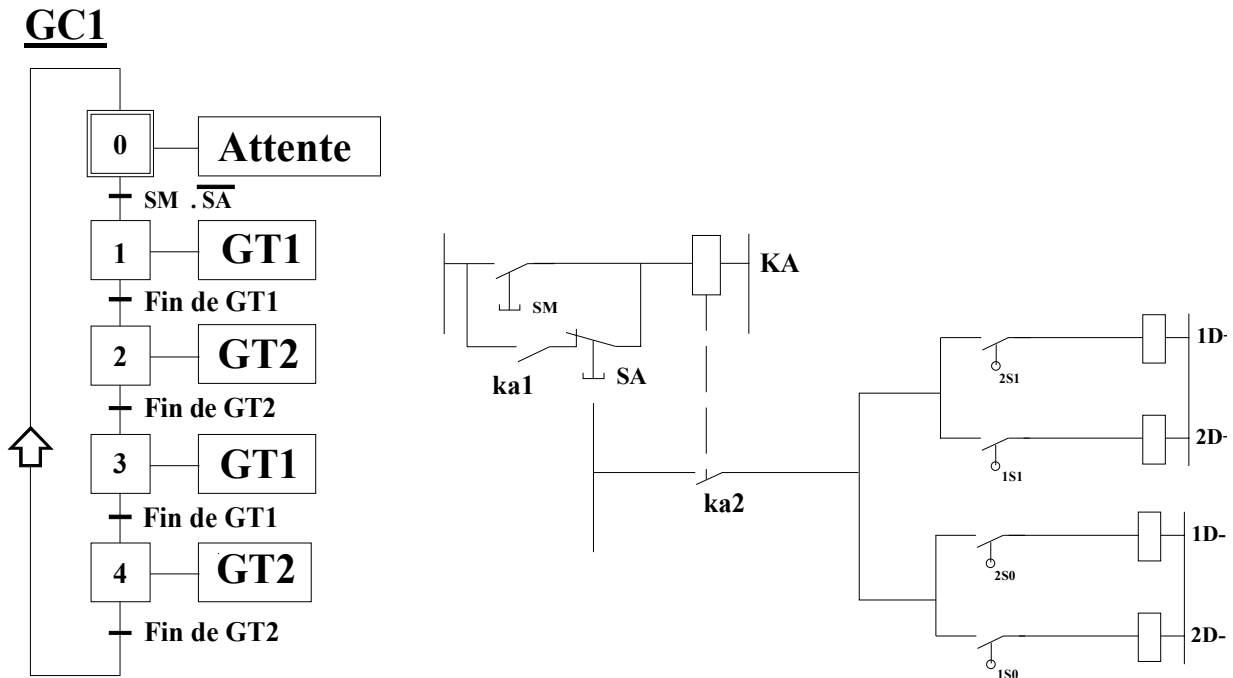 GC1
0
Attente
SM . S̅A̅
1
GT1
Fin de GT1
2
GT2
Fin de GT2
3
GT1
Fin de GT1
4
GT2
Fin de GT2
KA
SM
ka1
SA
ka2
2S1
1D-
1S1
2D-
2S0
1D-
1S0
2D-